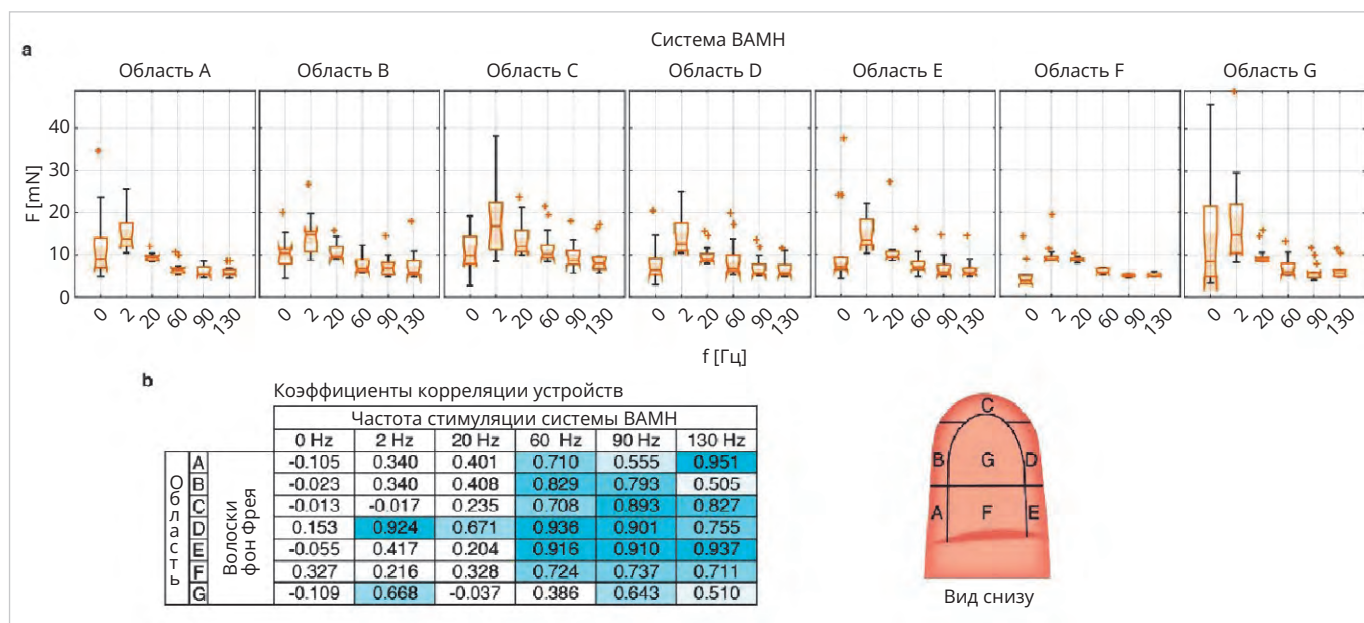 a
Система ВАМН
Область A Область B Область C Область D Область E Область F Область G
F [mN]
40
30
20
10
0
0 2 20 60 90 130 0 2 20 60 90 130 0 2 20 60 90 130 0 2 20 60 90 130 0 2 20 60 90 130 0 2 20 60 90 130 0 2 20 60 90 130
f [Гц]
b
Коэффициенты корреляции устройств
Частота стимуляции системы ВАМН
0 Hz 2 Hz 20 Hz 60 Hz 90 Hz 130 Hz
Область
Волоски фон Фрея
A -0.105 0.340 0.401 0.710 0.555 0.951
B -0.023 0.340 0.408 0.829 0.793 0.505
C -0.013 -0.017 0.235 0.708 0.893 0.827
D 0.153 0.924 0.671 0.936 0.901 0.755
E -0.055 0.417 0.204 0.916 0.910 0.937
F 0.327 0.216 0.328 0.724 0.737 0.711
G -0.109 0.668 -0.037 0.386 0.643 0.510
C
B G D
A F E
Вид снизу